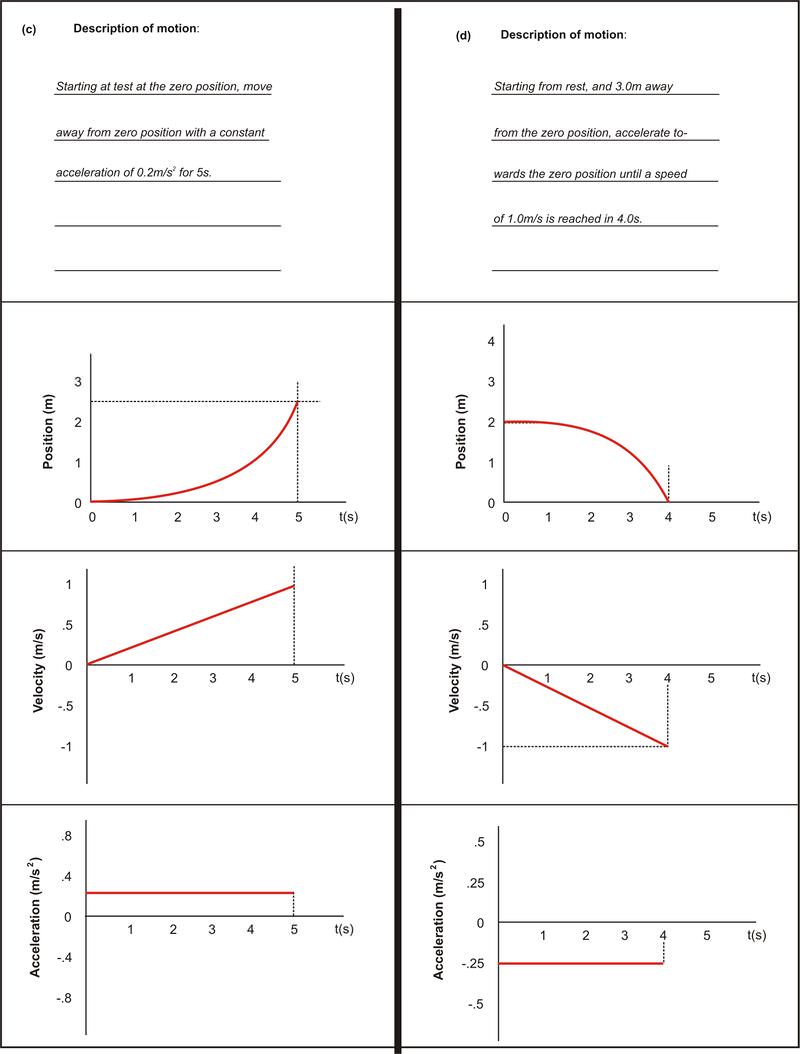 (c) Description of motion:
Starting at test at the zero position, move
away from zero position with a constant
acceleration of 0.2m/s² for 5s.
Position (m)
3
2
1
0
0 1 2 3 4 5 t(s)
Velocity (m/s)
1
.5
0
-.5
-1
1 2 3 4 5 t(s)
Acceleration (m/s²)
.8
.4
0
-.4
-.8
1 2 3 4 5 t(s)
(d) Description of motion:
Starting from rest, and 3.0m away
from the zero position, accelerate to-
wards the zero position until a speed
of 1.0m/s is reached in 4.0s.
Position (m)
4
3
2
1
0
0 1 2 3 4 5 t(s)
Velocity (m/s)
1
.5
0
-.5
-1
1 2 3 4 5 t(s)
Acceleration (m/s²)
.5
.25
0
-.25
-.5
1 2 3 4 5 t(s)